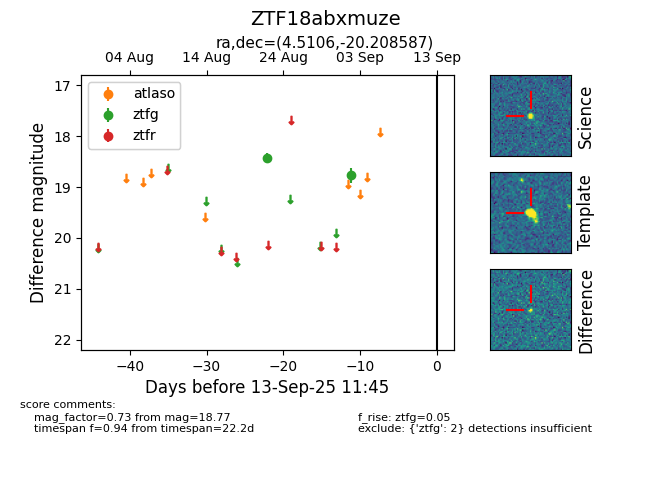 ZTF18abxmuze
ra,dec=(4.5106,-20.208587)
04 Aug 14 Aug 24 Aug 03 Sep 13 Sep
atlaso
ztfg
ztfr
17
18
19
20
21
22
Difference magnitude
−40 −30 −20 −10 0
Days before 13-Sep-25 11:45
Science
Template
Difference
score comments:
mag_factor=0.73 from mag=18.77
timespan f=0.94 from timespan=22.2d
f_rise: ztfg=0.05
exclude: {'ztfg': 2} detections insufficient